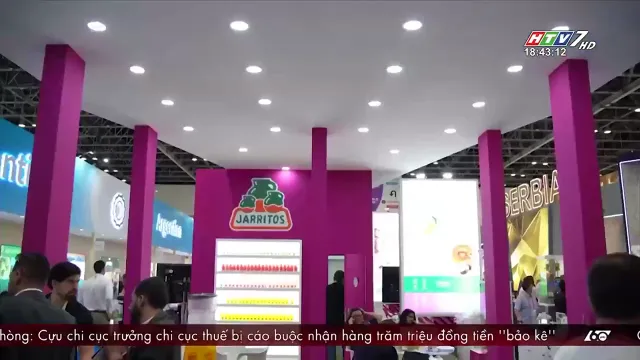 HTV7 HD
18:43:12
Argentina
JARRITOS
SERBIA
hòng: Cựu chi cục trưởng chi cục thuế bị cáo buộc nhận hàng trăm triệu đồng tiền "bảo kê"